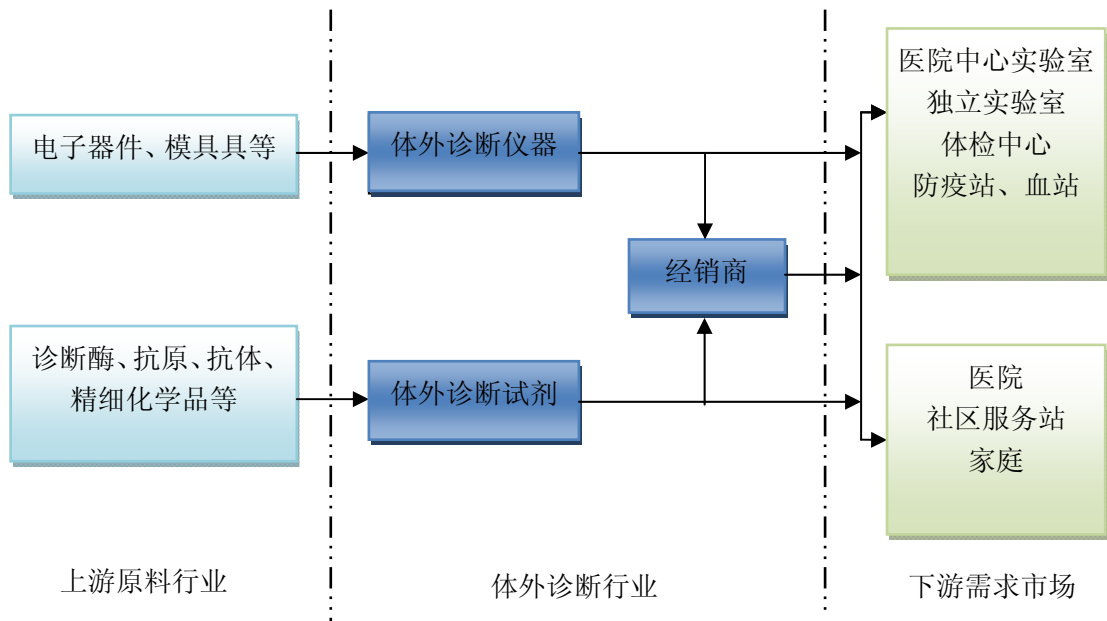 电子器件、模具具等
诊断酶、抗原、抗体、
精细化学品等
上游原料行业
体外诊断仪器
经销商
体外诊断试剂
体外诊断行业
医院中心实验室
独立实验室
体检中心
防疫站、血站
医院
社区服务站
家庭
下游需求市场